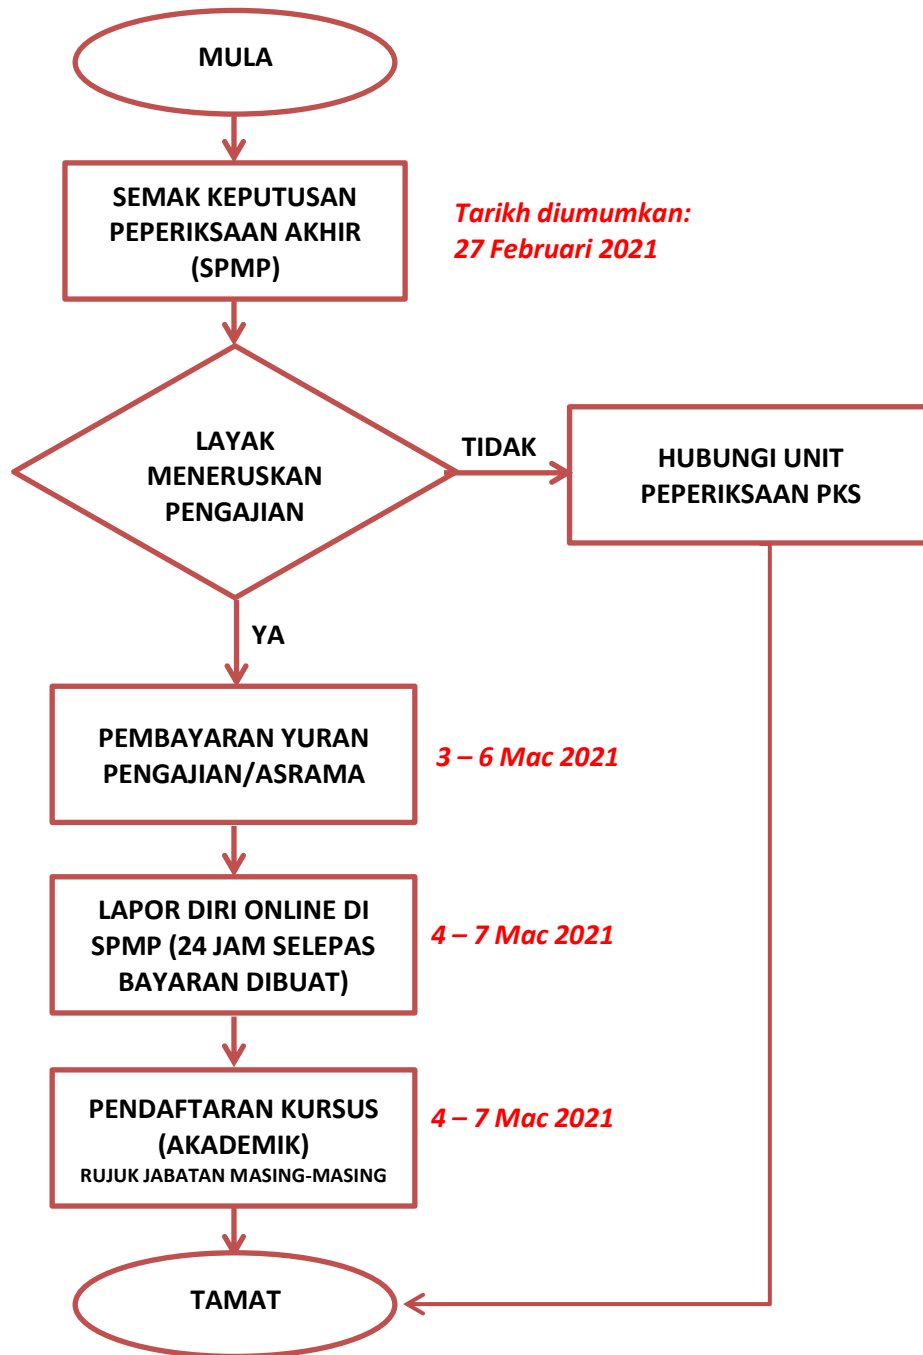 MULA
SEMAK KEPUTUSAN
PEPERIKSAAN AKHIR
(SPMP)
Tarikh diumumkan:
27 Februari 2021
LAYAK
MENERUSKAN
PENGAJIAN
TIDAK
HUBUNGI UNIT
PEPERIKSAAN PKS
YA
PEMBAYARAN YURAN
PENGAJIAN/ASRAMA
3 – 6 Mac 2021
LAPOR DIRI ONLINE DI
SPMP (24 JAM SELEPAS
BAYARAN DIBUAT)
4 – 7 Mac 2021
PENDAFTARAN KURSUS
(AKADEMIK)
RUJUK JABATAN MASING-MASING
4 – 7 Mac 2021
TAMAT